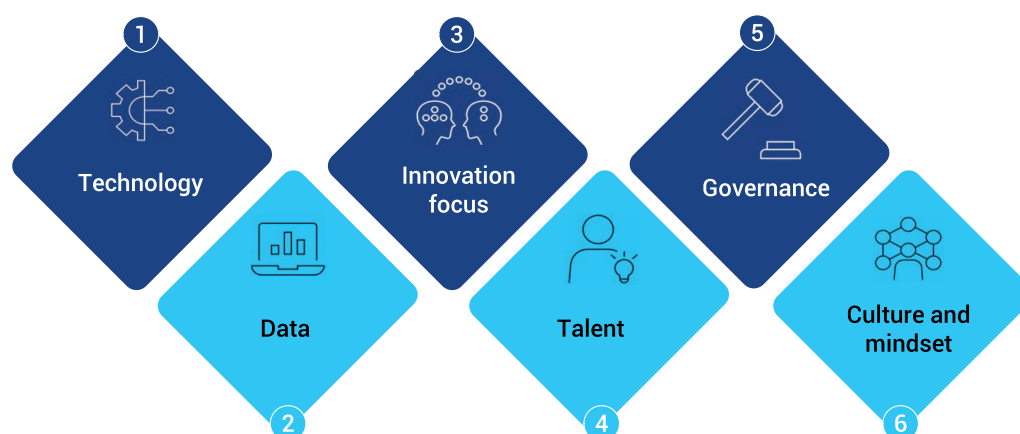 1
Technology
2
Data
3
Innovation
focus
4
Talent
5
Governance
6
Culture and
mindset